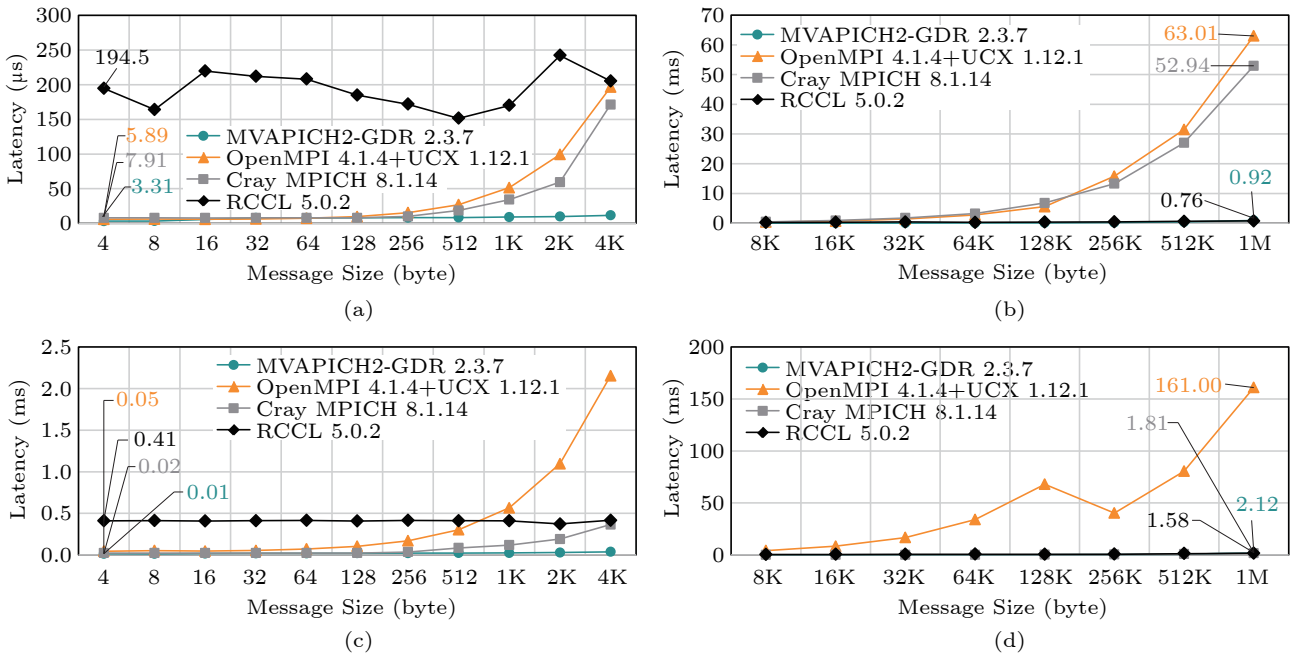 300
250
200
150
100
50
0
Latency (μs)
194.5
5.89
7.91
3.31
MVAPICH2-GDR 2.3.7
OpenMPI 4.1.4+UCX 1.12.1
Cray MPICH 8.1.14
RCCL 5.0.2
4 8 16 32 64 128 256 512 1K 2K 4K
Message Size (byte)
(a)
70
60
50
40
30
20
10
0
Latency (ms)
MVAPICH2-GDR 2.3.7
OpenMPI 4.1.4+UCX 1.12.1
Cray MPICH 8.1.14
RCCL 5.0.2
63.01
52.94
0.92
0.76
8K 16K 32K 64K 128K 256K 512K 1M
Message Size (byte)
(b)
2.5
2.0
1.5
1.0
0.5
0.0
Latency (ms)
MVAPICH2-GDR 2.3.7
OpenMPI 4.1.4+UCX 1.12.1
Cray MPICH 8.1.14
RCCL 5.0.2
0.05
0.41
0.02
0.01
4 8 16 32 64 128 256 512 1K 2K 4K
Message Size (byte)
(c)
200
150
100
50
0
Latency (ms)
MVAPICH2-GDR 2.3.7
OpenMPI 4.1.4+UCX 1.12.1
Cray MPICH 8.1.14
RCCL 5.0.2
161.00
1.81
2.12
1.58
8K 16K 32K 64K 128K 256K 512K 1M
Message Size (byte)
(d)